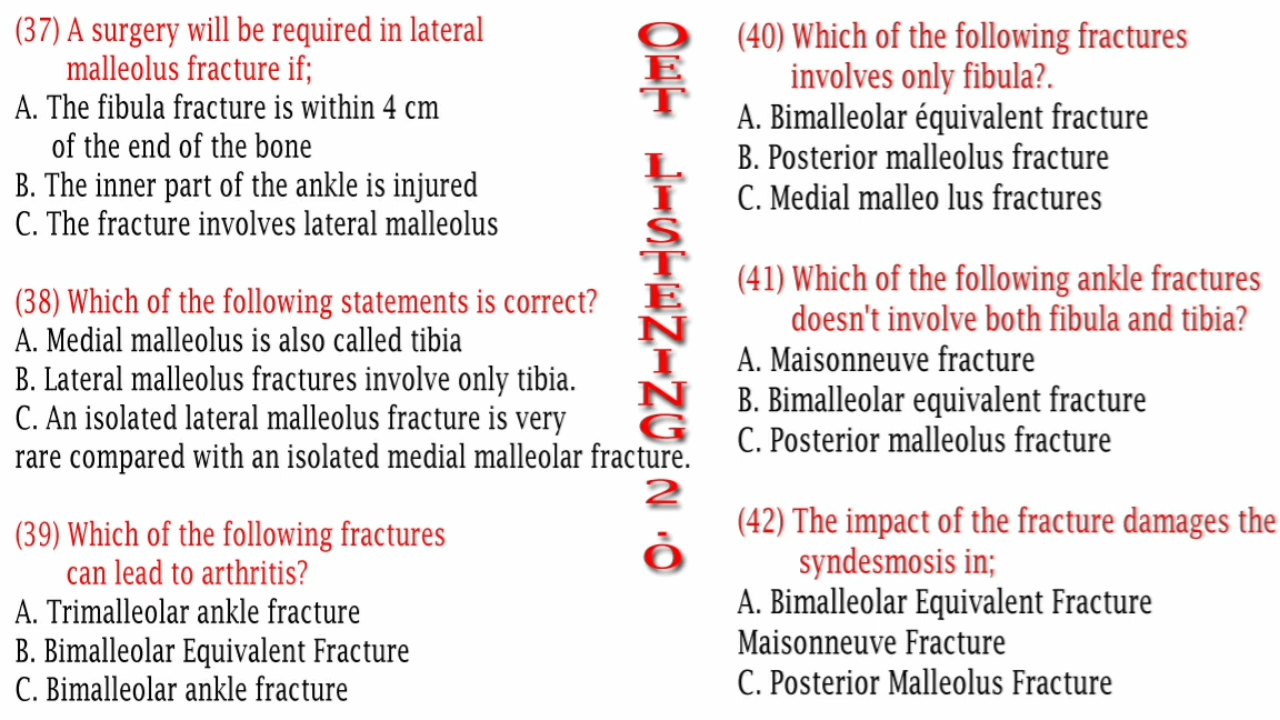 (37) A surgery will be required in lateral
malleolus fracture if;
A. The fibula fracture is within 4 cm
of the end of the bone
B. The inner part of the ankle is injured
C. The fracture involves lateral malleolus
(38) Which of the following statements is correct?
A. Medial malleolus is also called tibia
B. Lateral malleolus fractures involve only tibia.
C. An isolated lateral malleolus fracture is very
rare compared with an isolated medial malleolar fracture.
(39) Which of the following fractures
can lead to arthritis?
A. Trimalleolar ankle fracture
B. Bimalleolar Equivalent Fracture
C. Bimalleolar ankle fracture
OET LISTENING 2.0
(40) Which of the following fractures
involves only fibula?.
A. Bimalleolar équivalent fracture
B. Posterior malleolus fracture
C. Medial malleo lus fractures
(41) Which of the following ankle fractures
doesn't involve both fibula and tibia?
A. Maisonneuve fracture
B. Bimalleolar equivalent fracture
C. Posterior malleolus fracture
(42) The impact of the fracture damages the
syndesmosis in;
A. Bimalleolar Equivalent Fracture
Maisonneuve Fracture
C. Posterior Malleolus Fracture